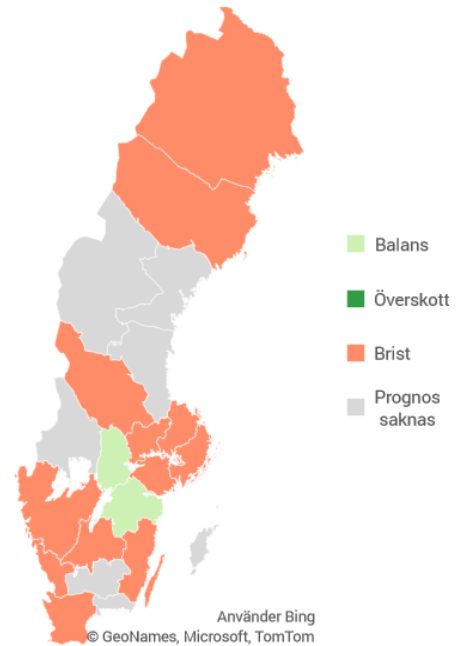 Balans
Överskott
Brist
Prognos
saknas
Använder Bing
© GeoNames, Microsoft, TomTom